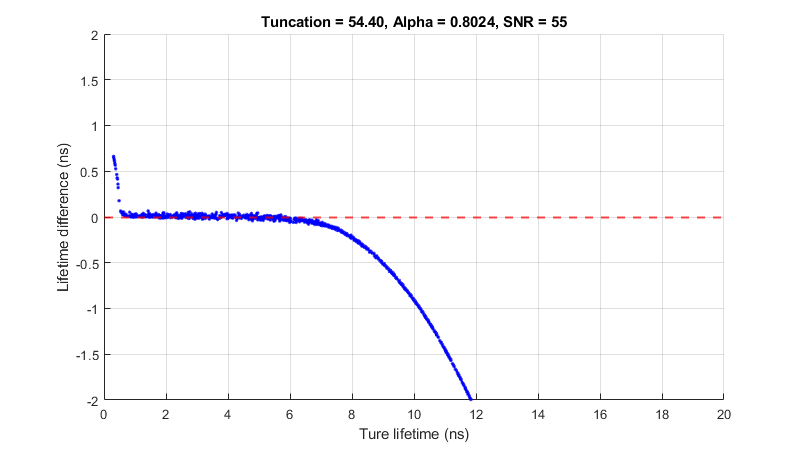 Tuncation = 54.40, Alpha = 0.8024, SNR = 55
2
1.5
1
0.5
0
-0.5
-1
-1.5
-2
Lifetime difference (ns)
0 2 4 6 8 10 12 14 16 18 20
Ture lifetime (ns)